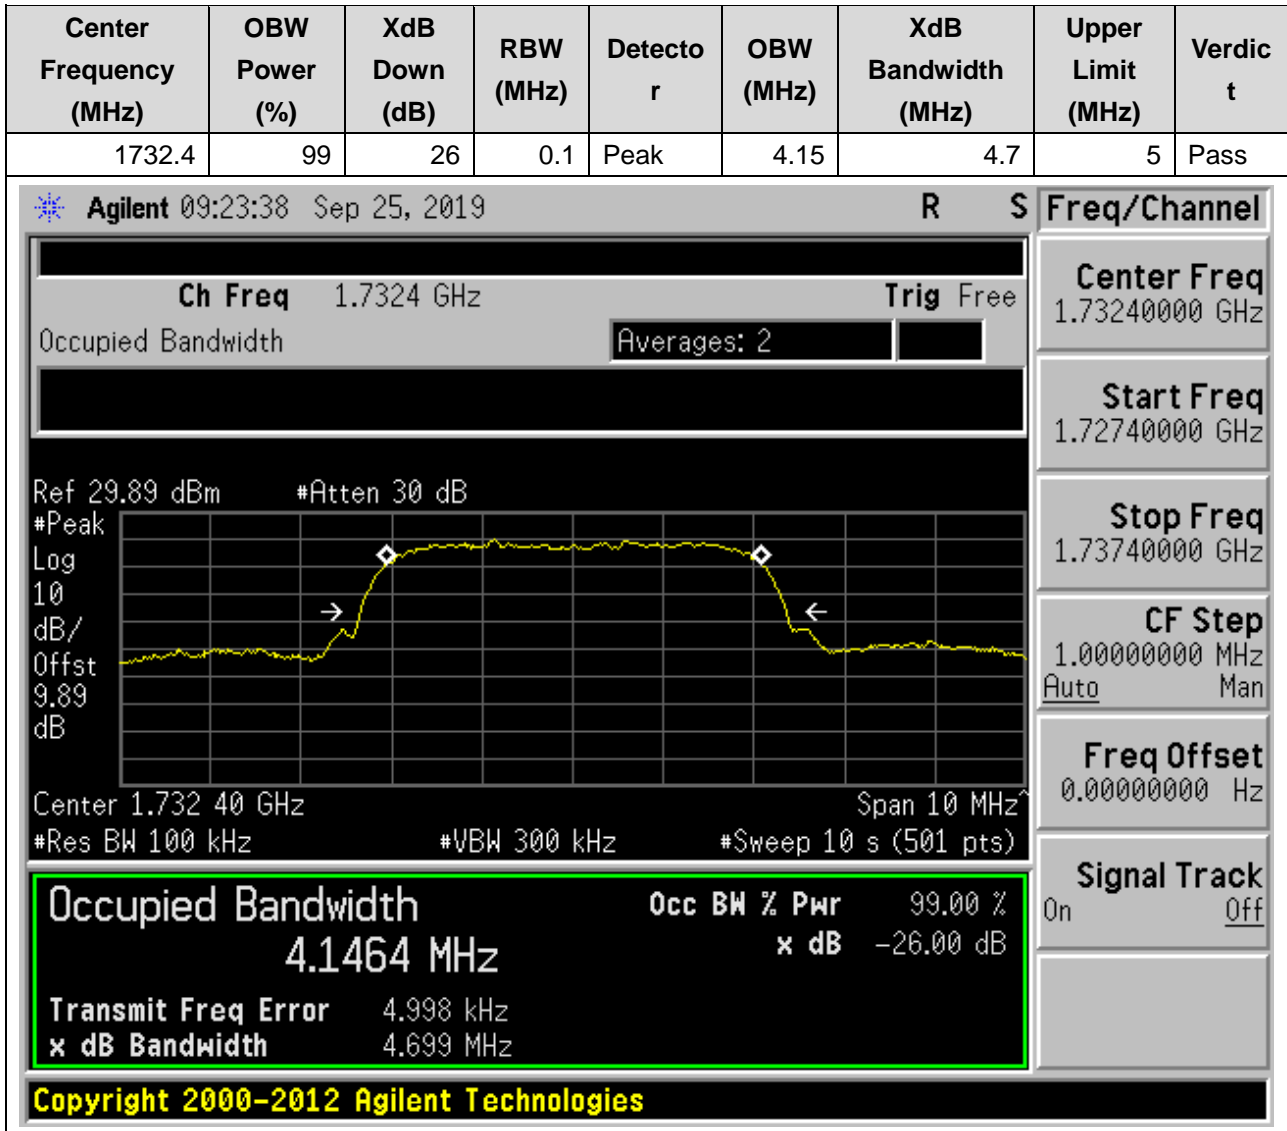 Center Frequency (MHz) OBW Power (%) XdB Down (dB) RBW (MHz) Detecto r OBW (MHz) XdB Bandwidth (MHz) Upper Limit (MHz) Verdic t
1732.4 99 26 0.1 Peak 4.15 4.7 5 Pass
Agilent 09:23:38 Sep 25, 2019 R S Freq/Channel
Ch Freq 1.7324 GHz Trig Free
Occupied Bandwidth Averages: 2
Center Freq
1.73240000 GHz
Start Freq
1.72740000 GHz
Stop Freq
1.73740000 GHz
CF Step
1.00000000 MHz
Auto Man
Freq Offset
0.00000000 Hz
Signal Track
On Off
Ref 29.89 dBm #Atten 30 dB
#Peak
Log
10
dB/
Offst
9.89
dB
Center 1.732 40 GHz Span 10 MHz^
#Res BW 100 kHz #VBW 300 kHz #Sweep 10 s (501 pts)
Occupied Bandwidth Occ BW % Pwr 99.00 %
4.1464 MHz x dB -26.00 dB
Transmit Freq Error 4.998 kHz
x dB Bandwidth 4.699 MHz
Copyright 2000-2012 Agilent Technologies